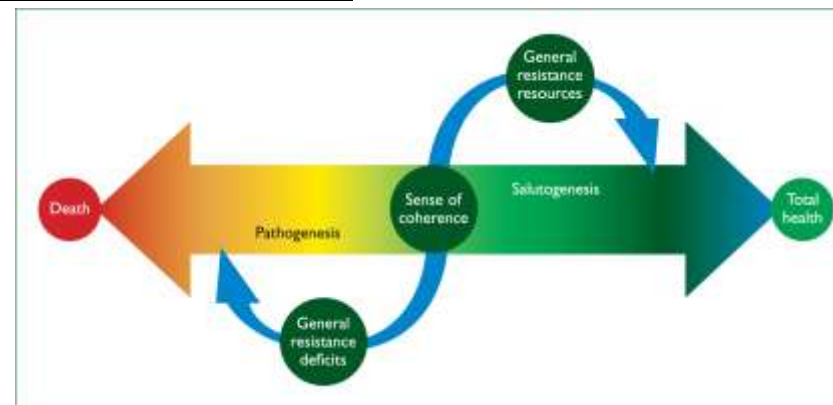 General
resistance
resources
Death
Sense of
coherence
Salutogenesis
Total
health
Pathogenesis
General
resistance
deficits